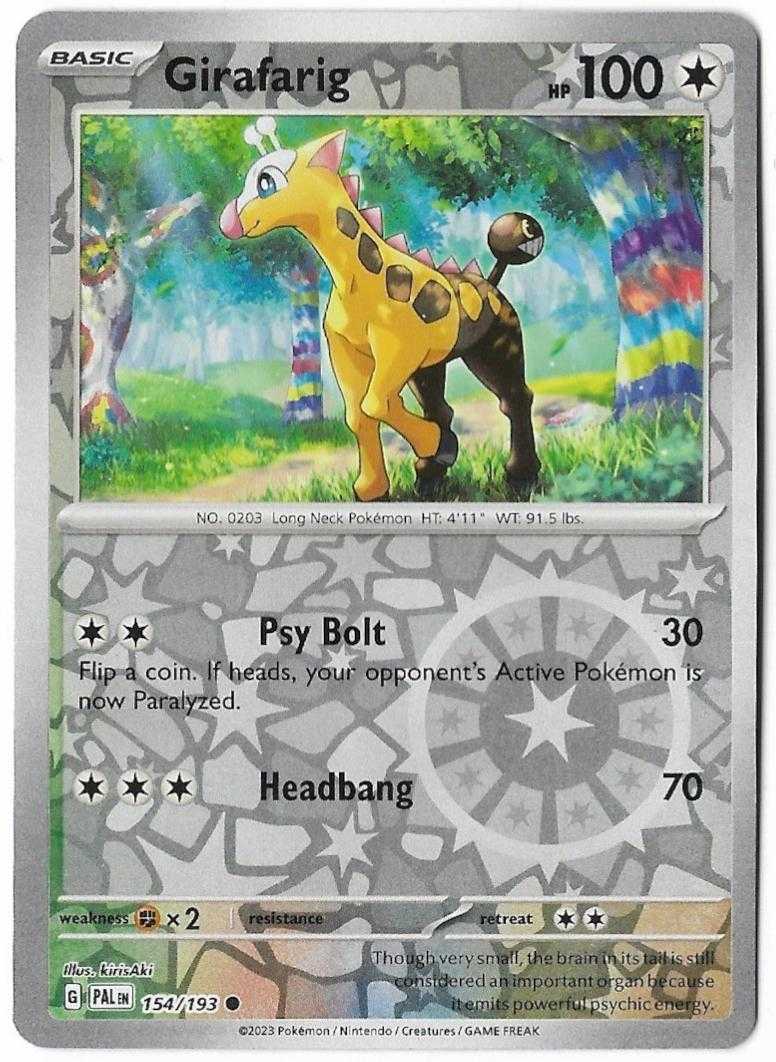 BASIC Girafarig HP 100
NO. 0203 Long Neck Pokémon HT: 4'11" WT: 91.5 lbs.
Psy Bolt 30
Flip a coin. If heads, your opponent's Active Pokémon is
now Paralyzed.
Headbang 70
weakness ×2 resistance retreat
Though very small, the brain in its tail is still
considered an important organ because
it emits powerful psychic energy.
Illus. kirisAki
G PAL EN 154/193
©2023 Pokémon / Nintendo / Creatures / GAME FREAK